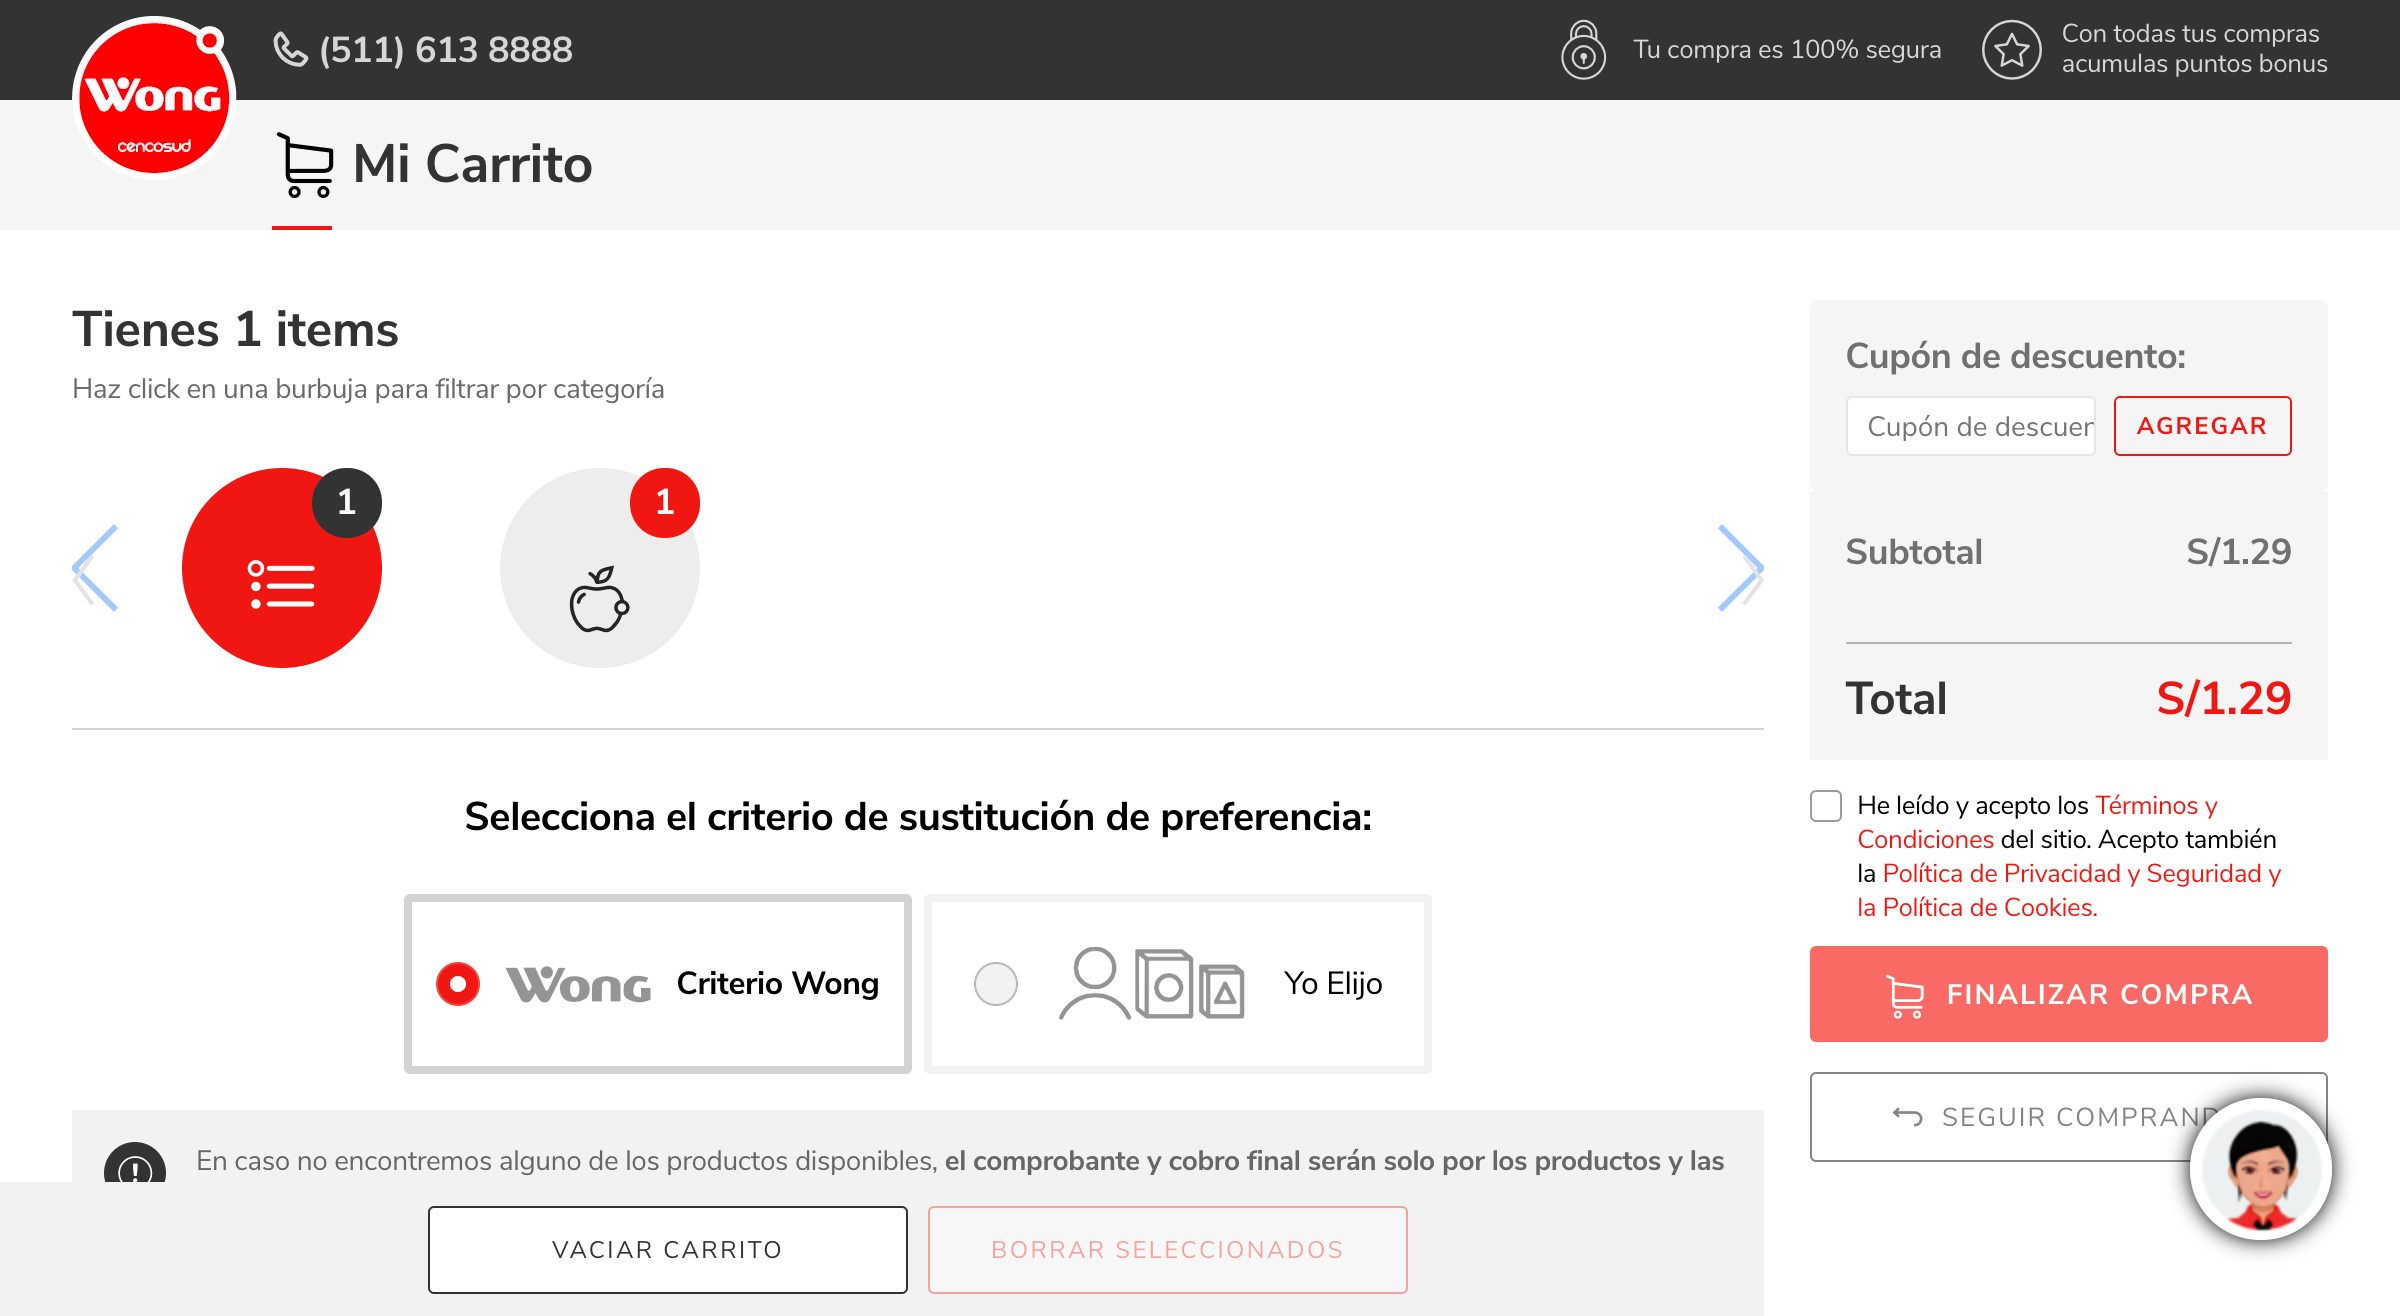 Wong
cencosud
(511) 613 8888
Tu compra es 100% segura
Con todas tus compras
acumulas puntos bonus
Mi Carrito
Tienes 1 items
Haz click en una burbuja para filtrar por categoría
1
1
Cupón de descuento:
Cupón de descuen
AGREGAR
Subtotal S/1.29
Total S/1.29
He leído y acepto los Términos y
Condiciones del sitio. Acepto también
la Política de Privacidad y Seguridad y
la Política de Cookies.
FINALIZAR COMPRA
SEGUIR COMPRAND
Selecciona el criterio de sustitución de preferencia:
Wong Criterio Wong
Yo Elijo
En caso no encontremos alguno de los productos disponibles, el comprobante y cobro final serán solo por los productos y las
VACIAR CARRITO
BORRAR SELECCIONADOS